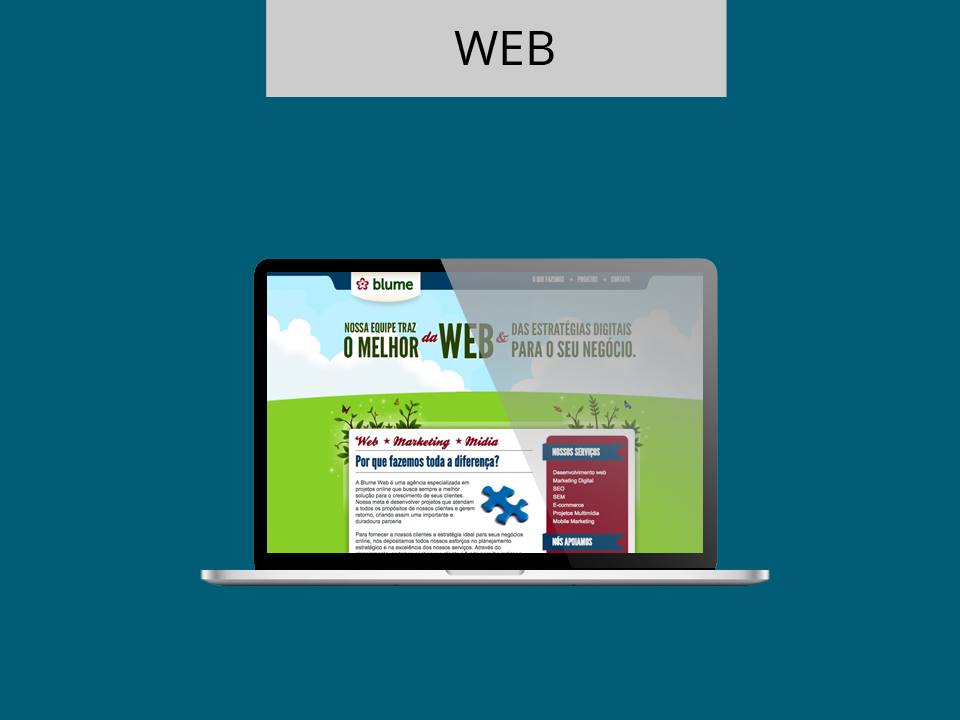 WEB
blume
O QUE FAZEMOS PROJETOS CONTATO
NOSSA EQUIPE TRAZ
O MELHOR
da WEB &
DAS ESTRATÉGIAS DIGITAIS
PARA O SEU NEGÓCIO.
Web ★ Marketing ★ Midia
Por que fazemos toda a diferença?
A Blume Web é uma agência especializada em
projetos online que busca sempre a melhor
solução para o crescimento de seus clientes.
Nossa meta é desenvolver projetos que atendam
a todos os propósito de nossos clientes e gerem
retorno, criando assim uma importante e
duradoura parceria
Para fornecer a nossos clientes a estratégia ideal para seus negócios
online, nós depositamos todos nossos esforços no planejamento
estratégico e na excelência dos nossos serviços. Através do
NOSSOS SERVIÇOS
Desenvolvimento web
Marketing Digital
SEO
SEM
E-commerce
Projetos Multimídia
Mobile Marketing
NÓS APOIAMOS